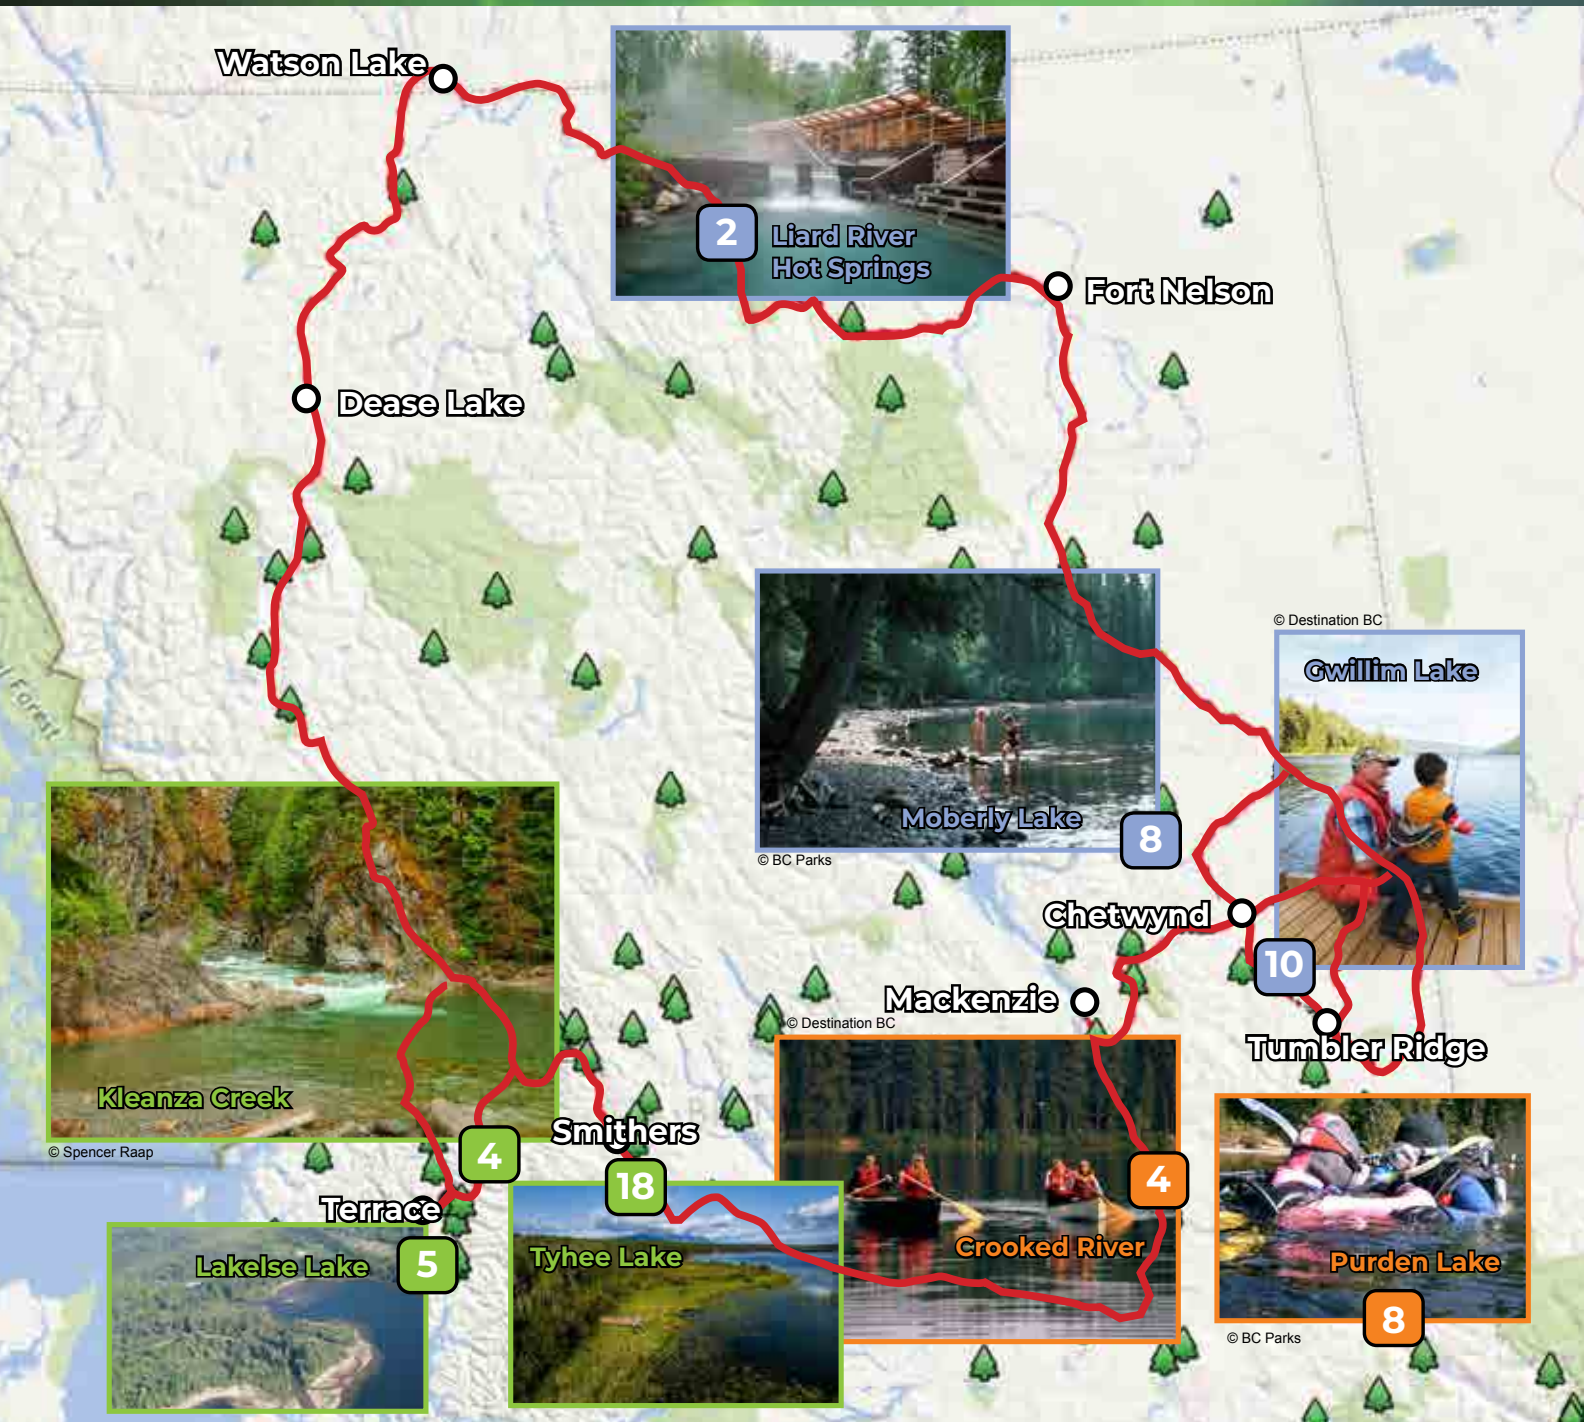 Watson Lake
2
Liard River
Hot Springs
Fort Nelson
Dease Lake
© Destination BC
Gwillim Lake
Forest
Moberly Lake
8
© BC Parks
Chetwynd
10
Mackenzie
© Destination BC
Tumbler Ridge
Kleanza Creek
Smithers
© Spencer Raap
4
18
4
Terrace
Crooked River
Tyhee Lake
Lakelse Lake
5
Purden Lake
8
© BC Parks